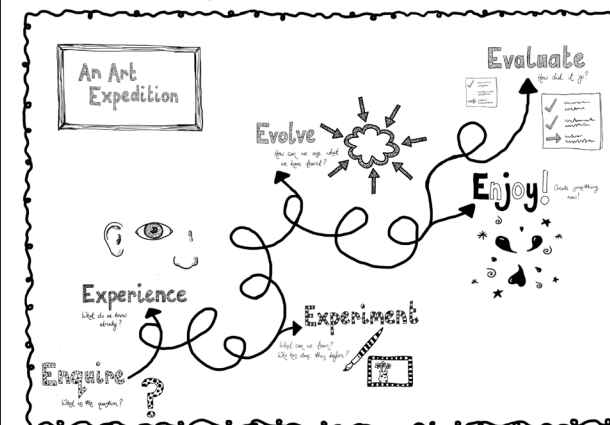 An Art
Expedition
Evaluate
How did it go?
Evolve
How can we use what
we have learnt?
Enjoy!
Create something
new!
Experience
What do we know
already?
Experiment
What can we learn?
Who has done this before?
Enquire
What is the question?
?